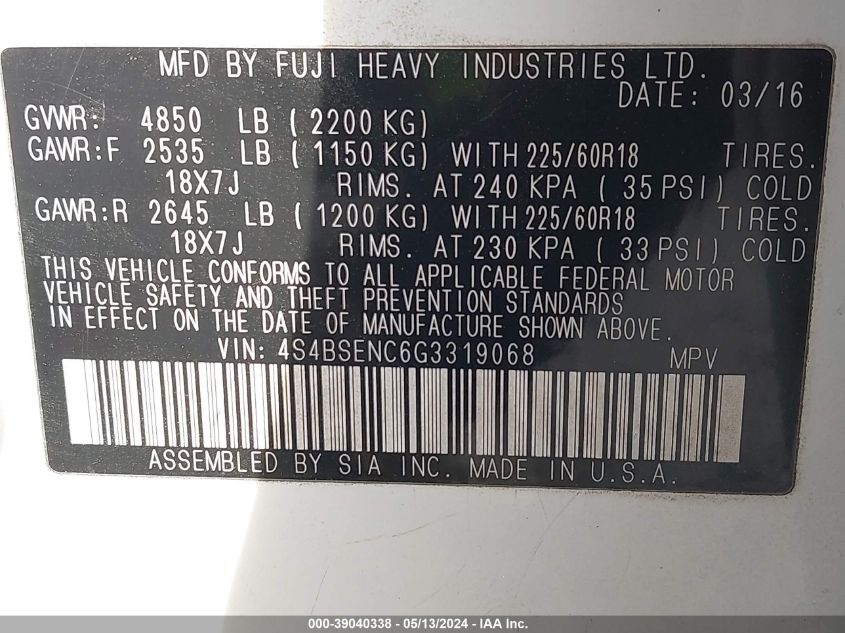 MFD BY FUJI HEAVY INDUSTRIES LTD.
DATE: 03/16
GVWR: 4850 LB ( 2200 KG)
GAWR:F 2535 LB ( 1150 KG) WITH 225/60R18 TIRES.
18X7J RIMS. AT 240 KPA ( 35 PSI) COLD
GAWR:R 2645 LB ( 1200 KG) WITH 225/60R18 TIRES.
18X7J RIMS. AT 230 KPA ( 33 PSI) COLD
THIS VEHICLE CONFORMS TO ALL APPLICABLE FEDERAL MOTOR
VEHICLE SAFETY AND THEFT PREVENTION STANDARDS
IN EFFECT ON THE DATE OF MANUFACTURE SHOWN ABOVE.
VIN: 4S4BSENC6G3319068 MPV
ASSEMBLED BY SIA INC. MADE IN U.S.A.
000-39040338 - 05/13/2024 - IAA Inc.